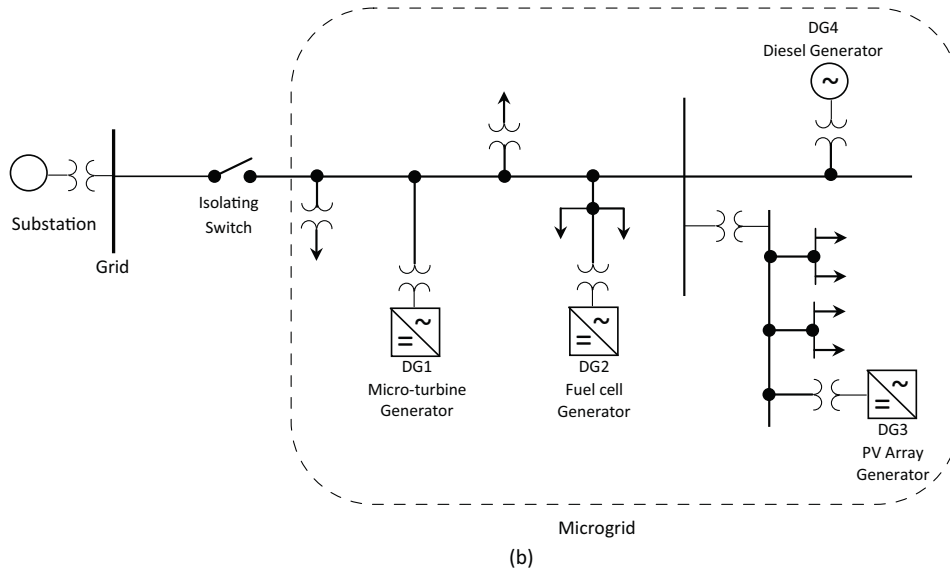 DG4
Diesel Generator
~
Substation
Isolating
Switch
Grid
~
=
DG1
Micro-turbine
Generator
~
=
DG2
Fuel cell
Generator
~
=
DG3
PV Array
Generator
Microgrid
(b)